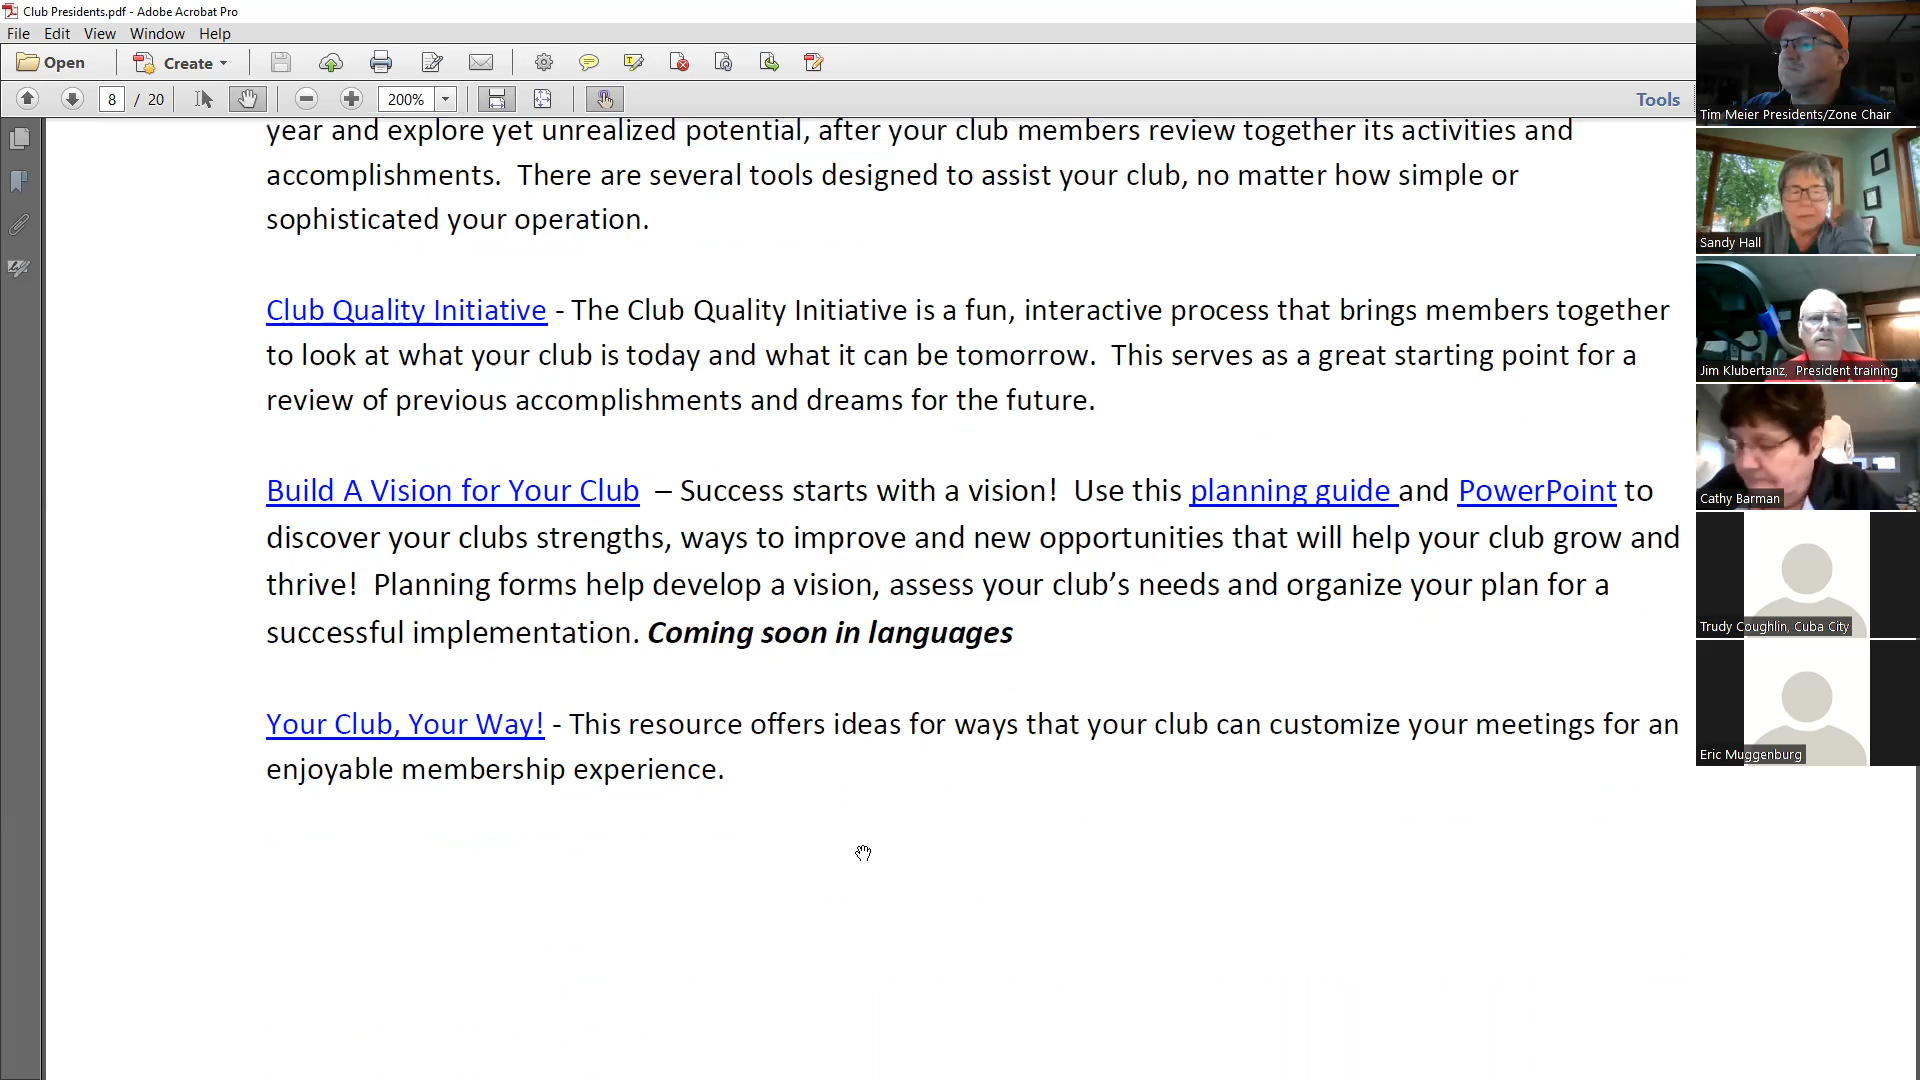 Club Presidents.pdf - Adobe Acrobat Pro
File Edit View Window Help
Open Create
8 / 20 200% Tools
year and explore yet unrealized potential, after your club members review together its activities and
accomplishments. There are several tools designed to assist your club, no matter how simple or
sophisticated your operation.
Club Quality Initiative - The Club Quality Initiative is a fun, interactive process that brings members together
to look at what your club is today and what it can be tomorrow. This serves as a great starting point for a
review of previous accomplishments and dreams for the future.
Build A Vision for Your Club – Success starts with a vision! Use this planning guide and PowerPoint to
discover your clubs strengths, ways to improve and new opportunities that will help your club grow and
thrive! Planning forms help develop a vision, assess your club’s needs and organize your plan for a
successful implementation. Coming soon in languages
Your Club, Your Way! - This resource offers ideas for ways that your club can customize your meetings for an
enjoyable membership experience.
Tim Meier Presidents/Zone Chair
Sandy Hall
Jim Klubertanz, President training
Cathy Barman
Trudy Coughlin, Cuba City
Eric Muggenburg